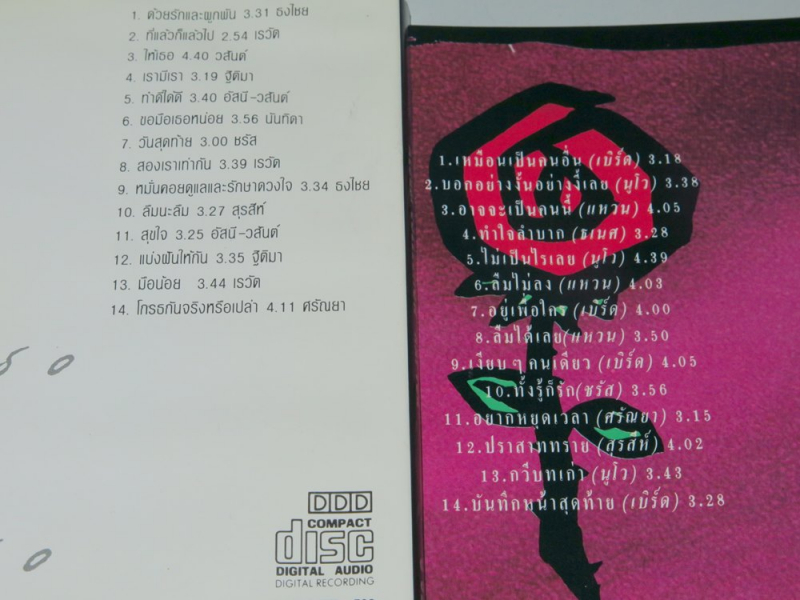 1. ด้วยรักและผูกพัน 3.31 ธงไชย
2. ที่แล้วก็แล้วไป 2.54 เรวัต
3. ให้เธอ 4.40 วสันต์
4. เรามีเรา 3.19 ฐิติมา
5. ทำดีได้ดี 3.40 อัสนี-วสันต์
6. ขอมือเธอหน่อย 3.56 นันทิดา
7. วันสุดท้าย 3.00 ชรัส
8. สองเราเท่ากัน 3.39 เรวัต
9. หมั่นคอยดูแลและรักษาดวงใจ 3.34 ธงไชย
10. ลืมนะลืม 3.27 สุรสีห์
11. สุขใจ 3.25 อัสนี-วสันต์
12. แบ่งฝันให้กัน 3.35 ฐิติมา
13. มือน้อย 3.44 เรวัต
14. โกรธกันจริงหรือเปล่า 4.11 ศรัณยา
DDD
COMPACT
disc
DIGITAL AUDIO
DIGITAL RECORDING
1.เหมือนเป็นคนอื่น (เบิร์ด) 3.18
2.บอกอย่างงั้นอย่างงี้เลย (นูโว) 3.38
3.อาจจะเป็นคนนี้ (แหวน) 4.05
4.ทำใจลำบาก (ธเนศ) 3.28
5.ไม่เป็นไรเลย (นูโว) 4.39
6.ลืมไม่ลง (แหวน) 4.03
7.อยู่เพื่อใคร (เบิร์ด) 4.00
8.ลืมได้เลย(แหวน) 3.50
9.เงียบๆ คนเดียว (เบิร์ด) 4.05
10.ทั้งรู้ก็รัก(ชรัส) 3.56
11.อยากหยุดเวลา (ศรัณยา) 3.15
12.ปราสาททราย (สุรสีห์) 4.02
13.กวีบทเก่า (นูโว) 3.43
14.บันทึกหน้าสุดท้าย (เบิร์ด) 3.28